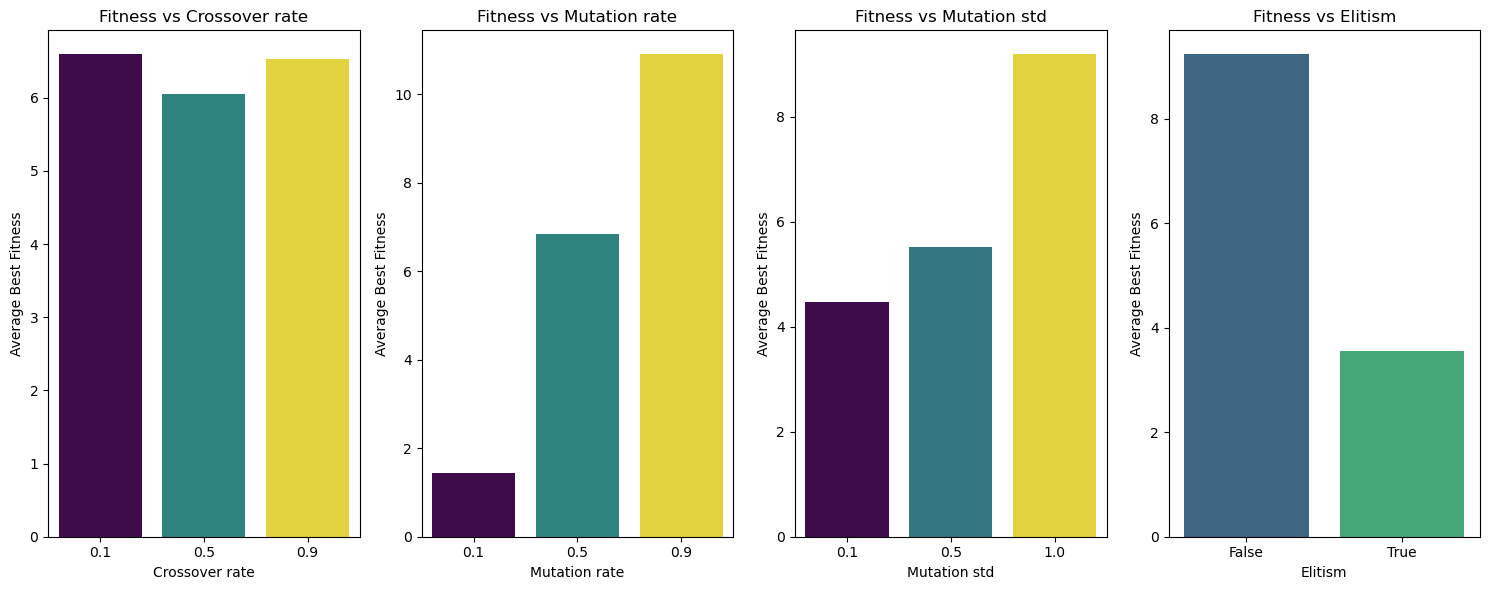 Fitness vs Crossover rate
Average Best Fitness
6
5
4
3
2
1
0
0.1 0.5 0.9
Crossover rate
Fitness vs Mutation rate
Average Best Fitness
10
8
6
4
2
0
0.1 0.5 0.9
Mutation rate
Fitness vs Mutation std
Average Best Fitness
8
6
4
2
0
0.1 0.5 1.0
Mutation std
Fitness vs Elitism
Average Best Fitness
8
6
4
2
0
False True
Elitism